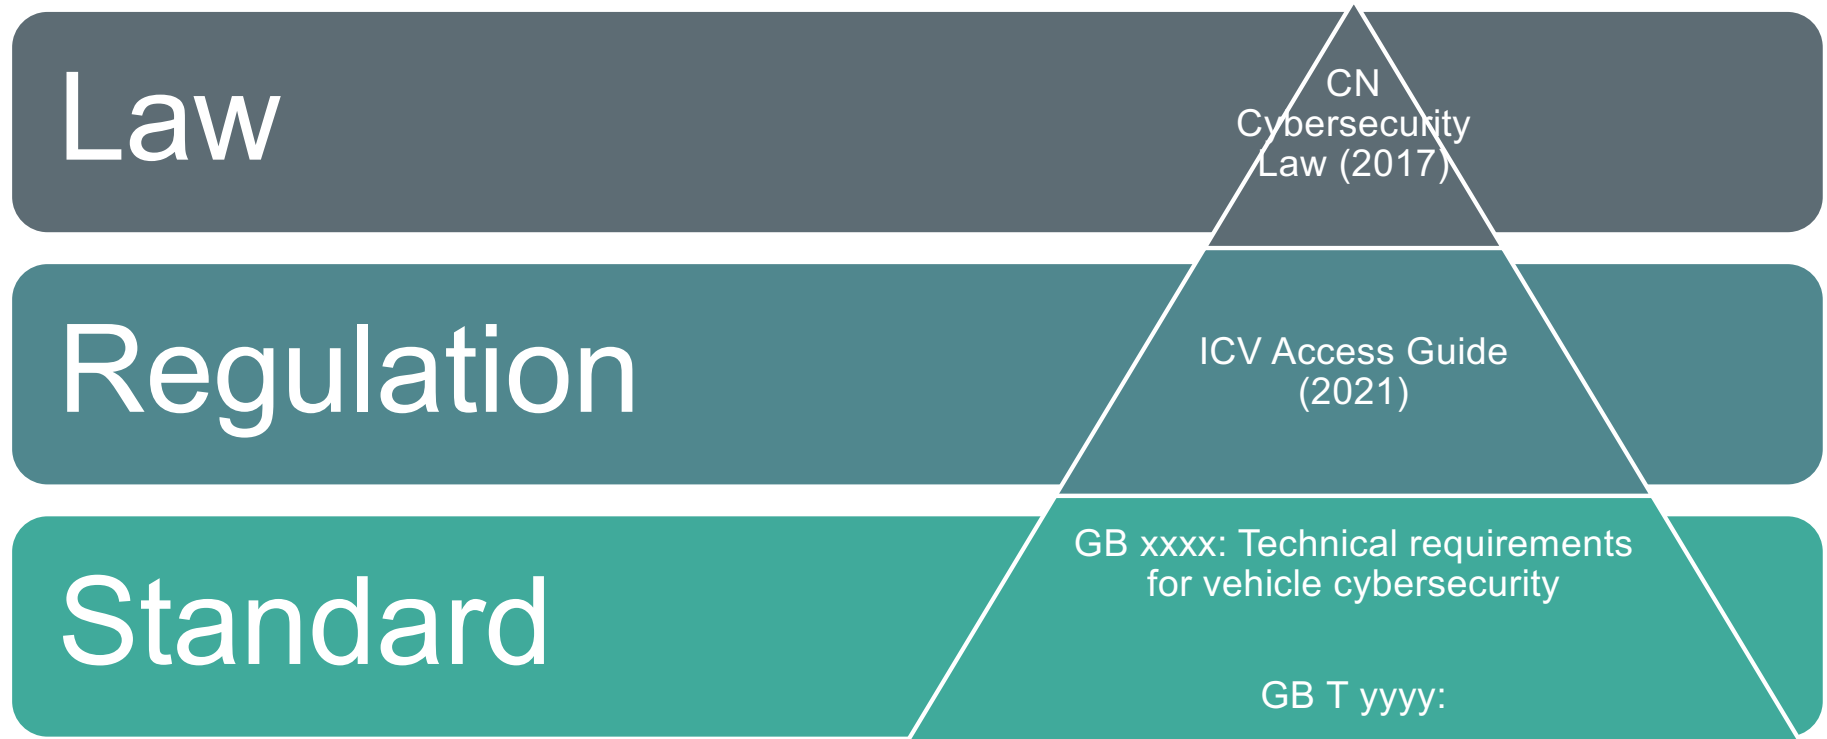 Law
CN
Cybersecurity
Law (2017)
Regulation
ICV Access Guide
(2021)
Standard
GB xxxx: Technical requirements
for vehicle cybersecurity
GB T yyyy: